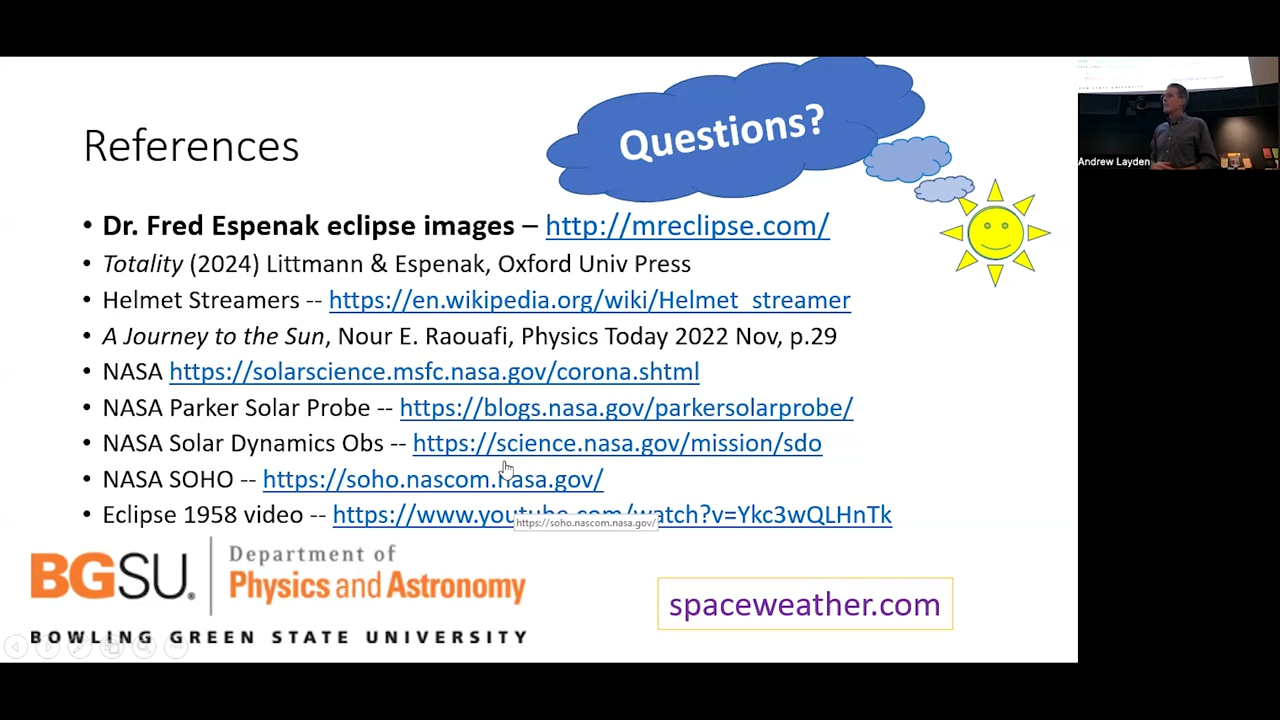 Questions?
References
• Dr. Fred Espenak eclipse images – http://mreclipse.com/
• Totality (2024) Littmann & Espenak, Oxford Univ Press
• Helmet Streamers -- https://en.wikipedia.org/wiki/Helmet_streamer
• A Journey to the Sun, Nour E. Raouafi, Physics Today 2022 Nov, p.29
• NASA https://solarscience.msfc.nasa.gov/corona.shtml
• NASA Parker Solar Probe -- https://blogs.nasa.gov/parkersolarprobe/
• NASA Solar Dynamics Obs -- https://science.nasa.gov/mission/sdo
• NASA SOHO -- https://soho.nascom.nasa.gov/
• Eclipse 1958 video -- https://www.youtube.com/watch?v=Ykc3wQLHnTk
https://soho.nascom.nasa.gov/
BGSU. Department of
Physics and Astronomy
BOWLING GREEN STATE UNIVERSITY
spaceweather.com
Andrew Layden